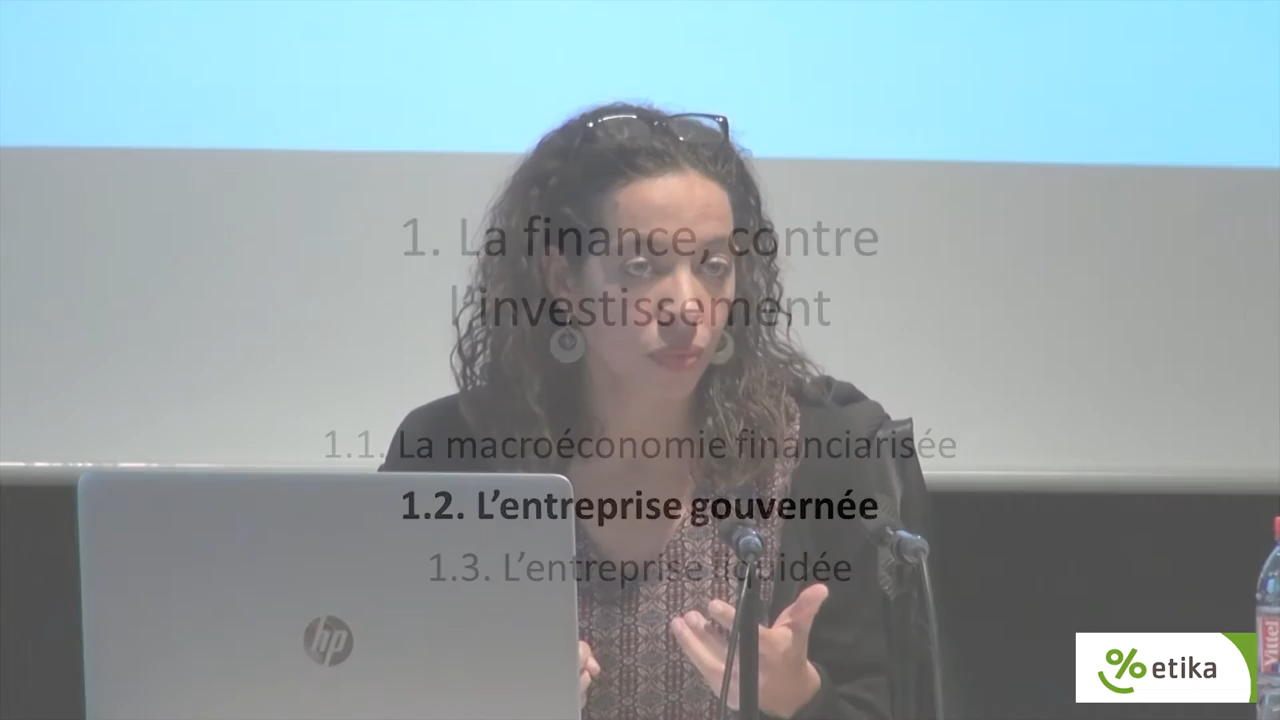 1. La finance, contre
l'investissement
1.1. La macroéconomie financiarisée
1.2. L'entreprise gouvernée
1.3. L'entreprise liquidée
hp
% etika
Vittel